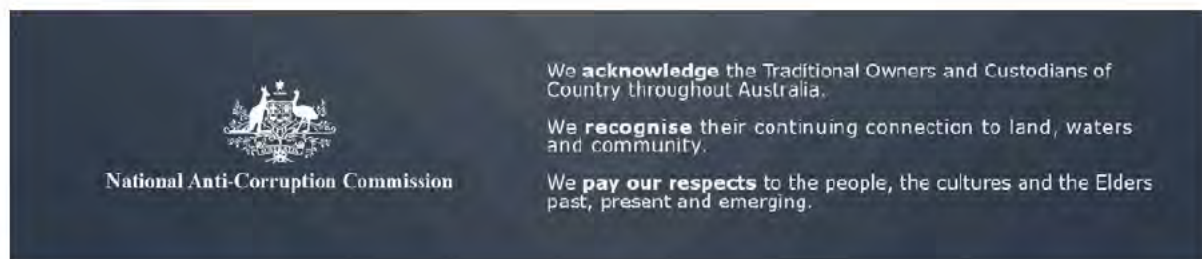 National Anti-Corruption Commission
We acknowledge the Traditional Owners and Custodians of
Country throughout Australia.
We recognise their continuing connection to land, waters
and community.
We pay our respects to the people, the cultures and the Elders
past, present and emerging.